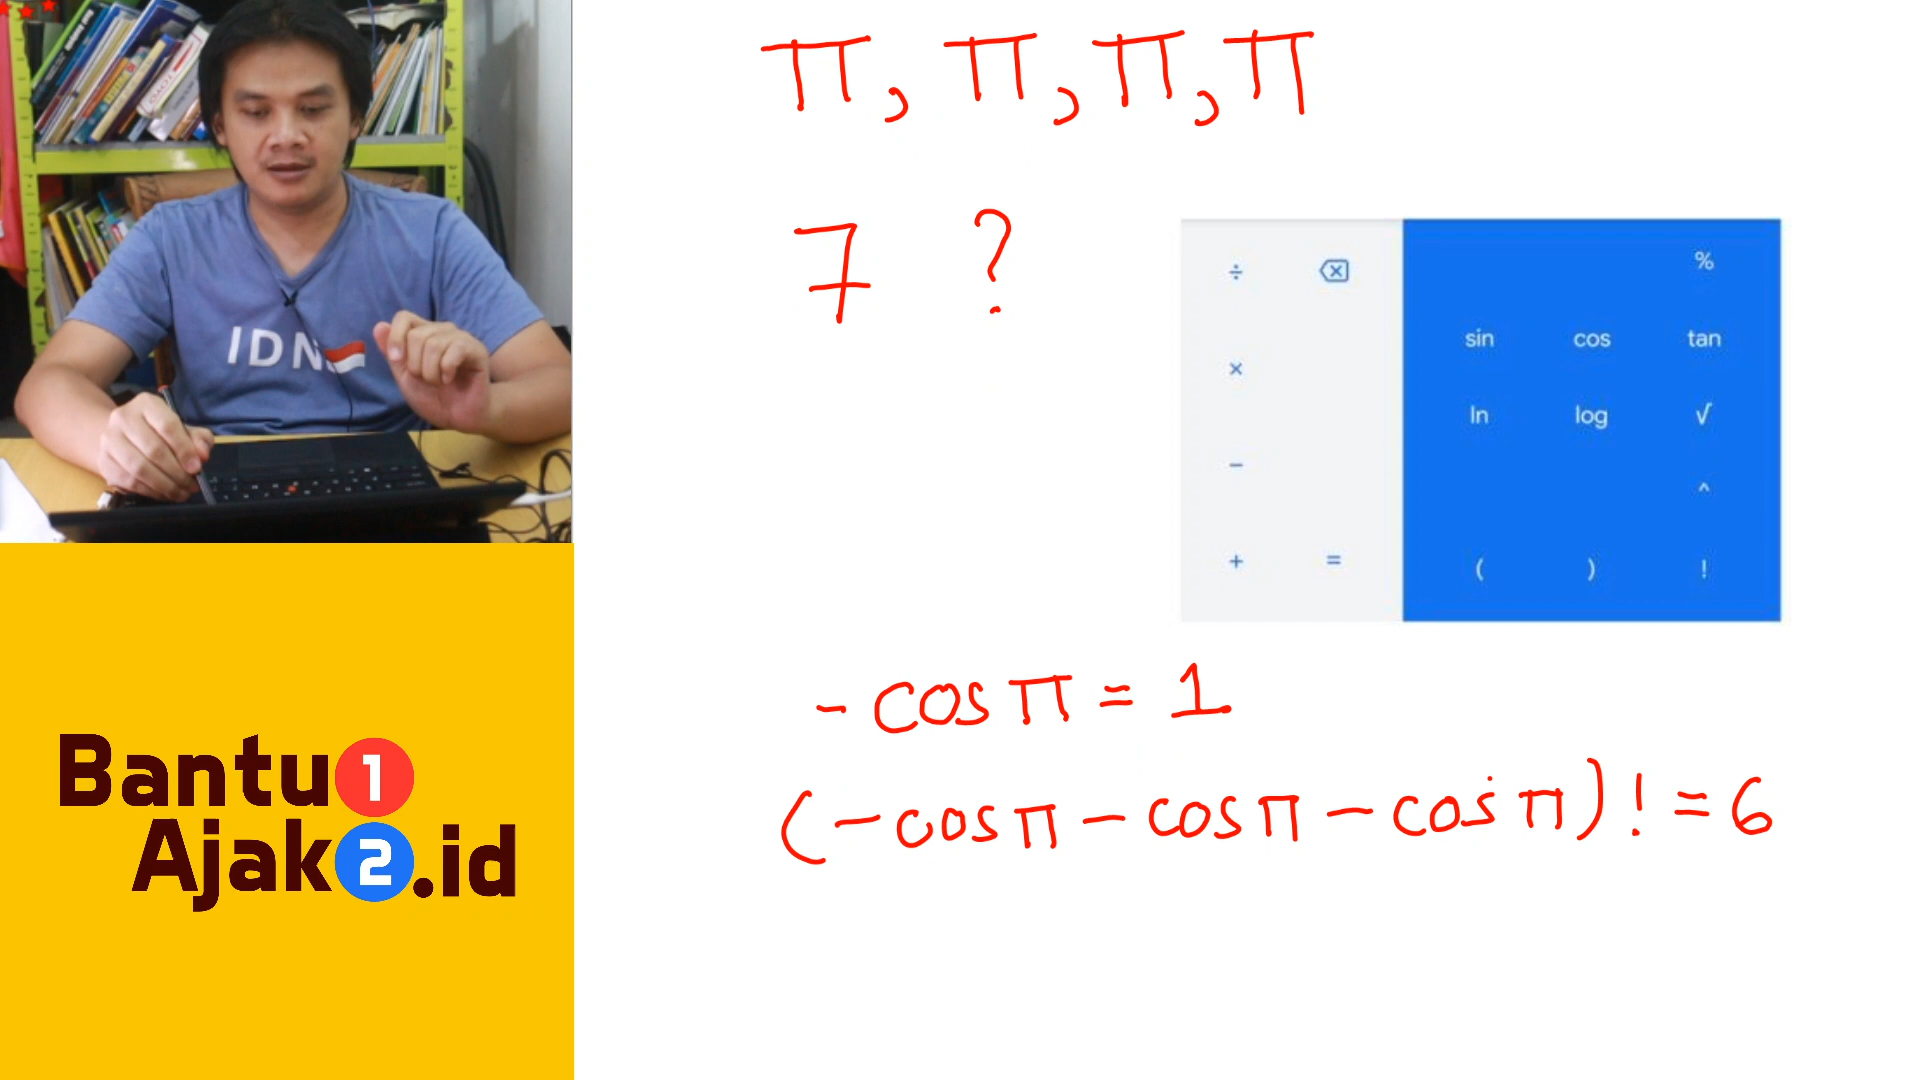 π, π, π, π
7 ?
÷ %
sin cos tan
×
ln log √
−
^
+ = ( ) !
IDN
- cos π = 1
(- cos π - cos π - cos π)! = 6
Bantu1
Ajak2.id